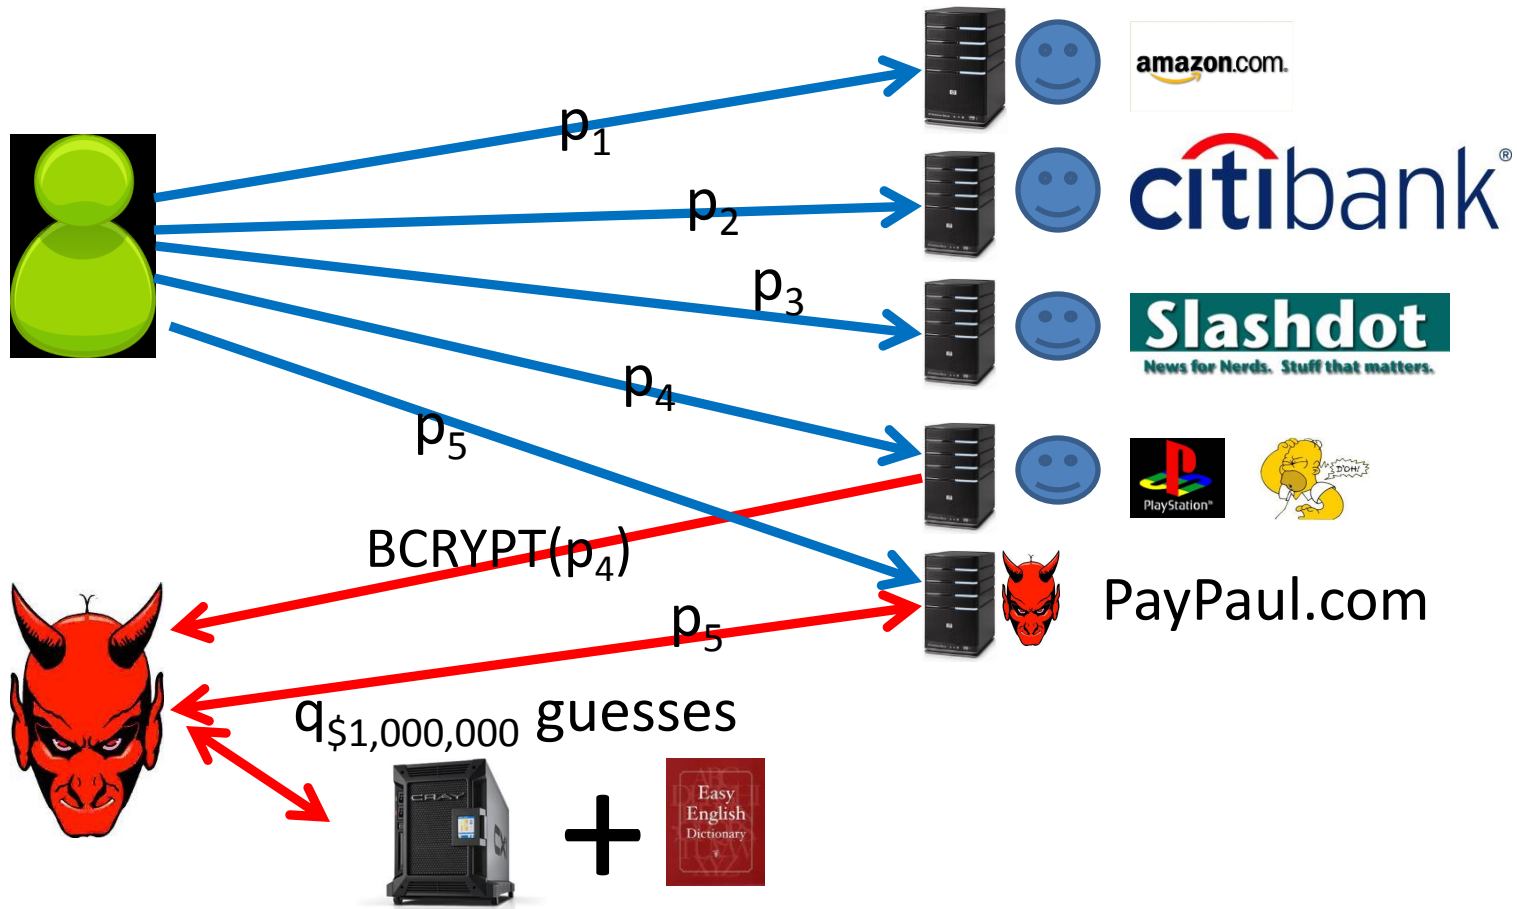 p1
amazon.com.
p2
citibank®
p3
Slashdot
News for Nerds. Stuff that matters.
p4
p5
PlayStation
D'OH!
BCRYPT(p4)
PayPaul.com
p5
q$1,000,000 guesses
CRAY
Easy
English
Dictionary